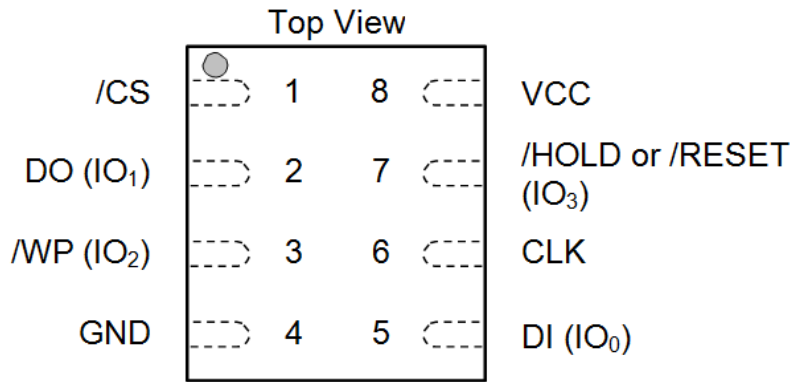 Top View
/CS 1 8 VCC
DO (IO₁) 2 7 /HOLD or /RESET
(IO₃)
/WP (IO₂) 3 6 CLK
GND 4 5 DI (IO₀)